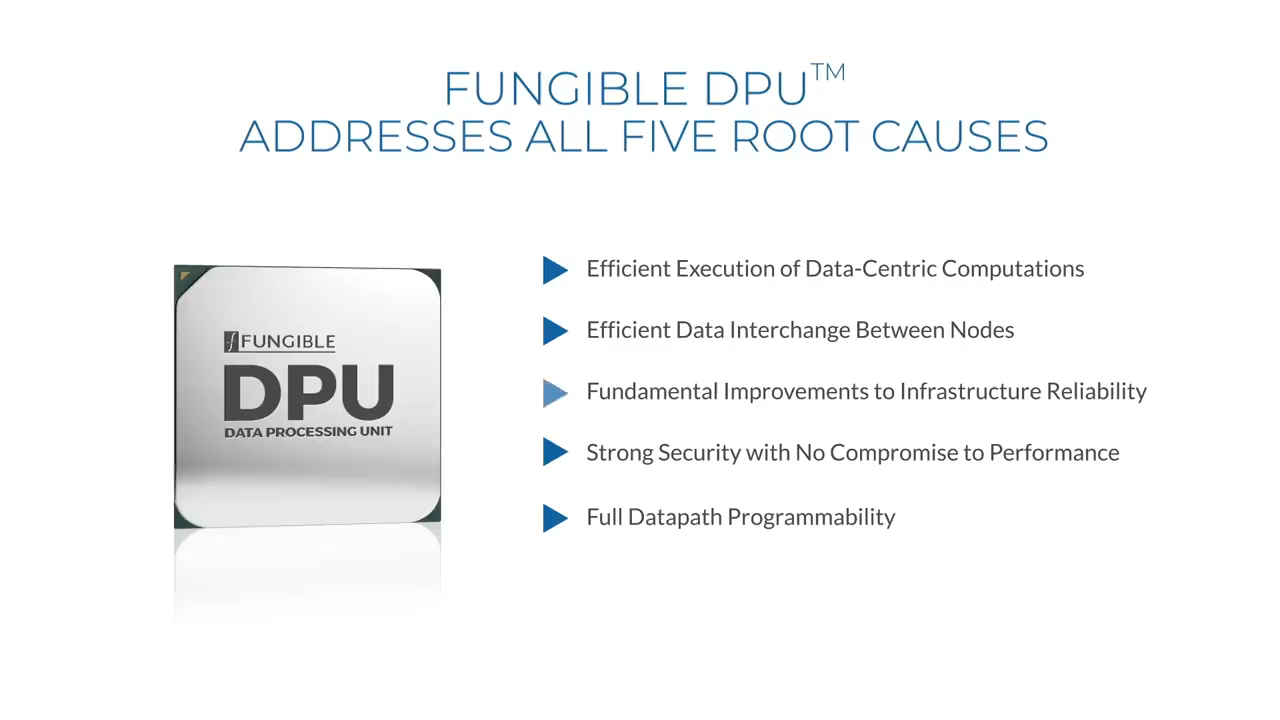 FUNGIBLE DPU™
ADDRESSES ALL FIVE ROOT CAUSES
FUNGIBLE
DPU
DATA PROCESSING UNIT
Efficient Execution of Data-Centric Computations
Efficient Data Interchange Between Nodes
Fundamental Improvements to Infrastructure Reliability
Strong Security with No Compromise to Performance
Full Datapath Programmability